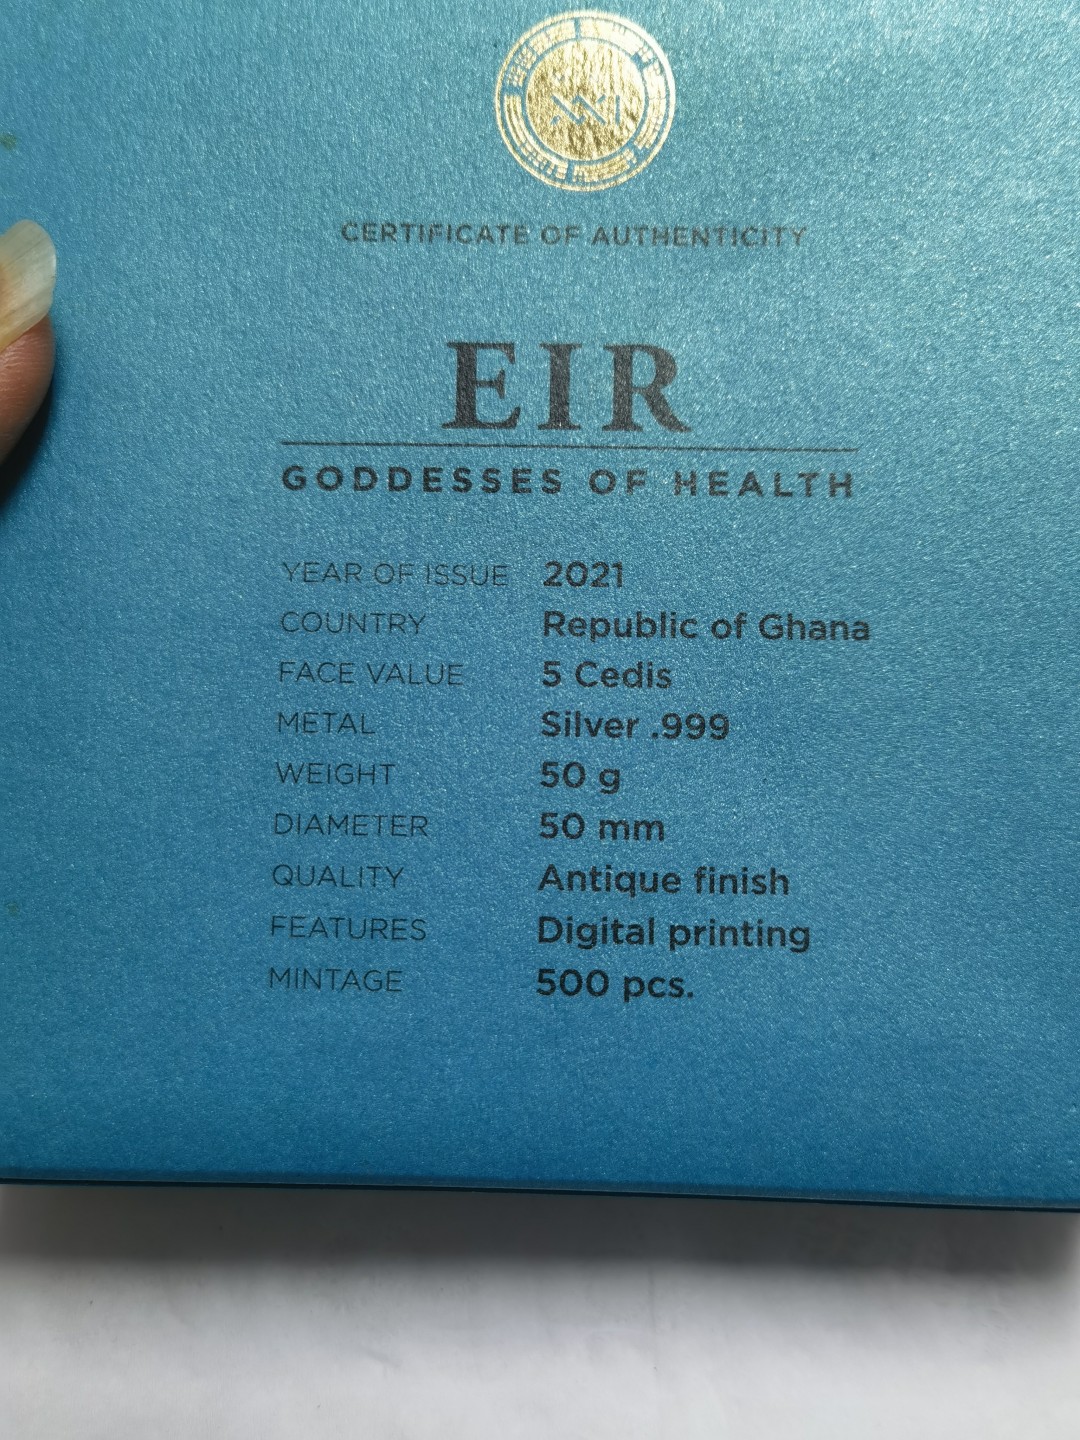 CERTIFICATE OF AUTHENTICITY
EIR
GODDESSES OF HEALTH
YEAR OF ISSUE 2021
COUNTRY Republic of Ghana
FACE VALUE 5 Cedis
METAL Silver .999
WEIGHT 50 g
DIAMETER 50 mm
QUALITY Antique finish
FEATURES Digital printing
MINTAGE 500 pcs.